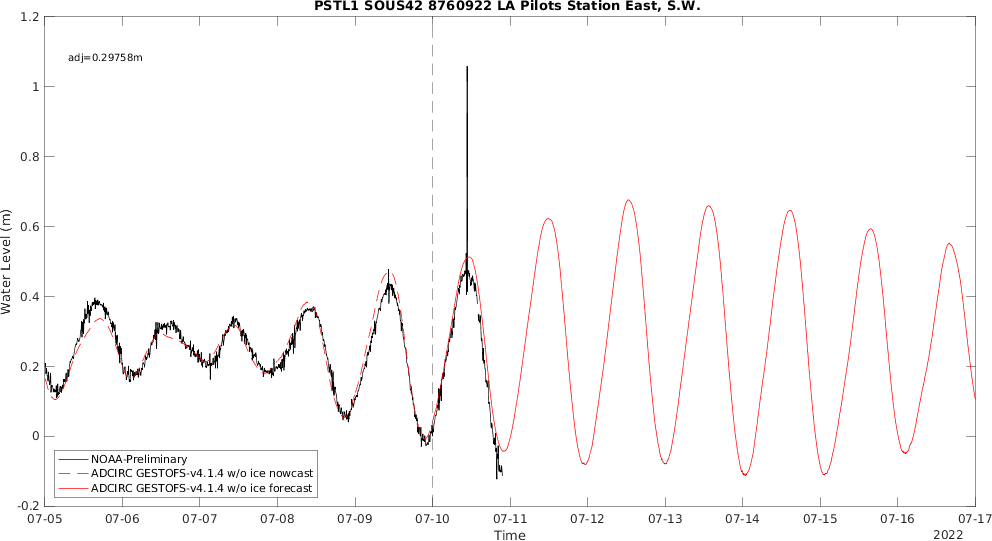 PSTL1 SOUS42 8760922 LA Pilots Station East, S.W.
adj=0.29758m
Water Level (m)
1.2
1
0.8
0.6
0.4
0.2
0
-0.2
NOAA-Preliminary
ADCIRC GESTOFS-v4.1.4 w/o ice nowcast
ADCIRC GESTOFS-v4.1.4 w/o ice forecast
07-05 07-06 07-07 07-08 07-09 07-10 07-11 07-12 07-13 07-14 07-15 07-16 07-17
Time
2022